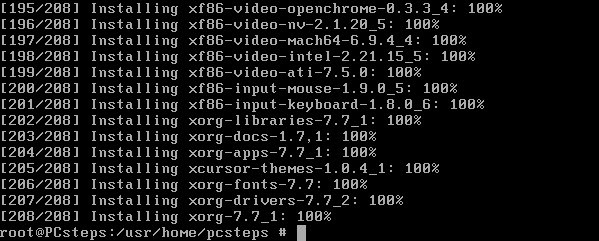 [195/208] Installing xf86-video-openchrome-0.3.3_4: 100%
[196/208] Installing xf86-video-nv-2.1.20_5: 100%
[197/208] Installing xf86-video-mach64-6.9.4_4: 100%
[198/208] Installing xf86-video-intel-2.21.15_5: 100%
[199/208] Installing xf86-video-ati-7.5.0: 100%
[200/208] Installing xf86-input-mouse-1.9.0_5: 100%
[201/208] Installing xf86-input-keyboard-1.8.0_6: 100%
[202/208] Installing xorg-libraries-7.7_1: 100%
[203/208] Installing xorg-docs-1.7,1: 100%
[204/208] Installing xorg-apps-7.7_1: 100%
[205/208] Installing xcursor-themes-1.0.4_1: 100%
[206/208] Installing xorg-fonts-7.7: 100%
[207/208] Installing xorg-drivers-7.7_2: 100%
[208/208] Installing xorg-7.7_1: 100%
root@PCsteps:/usr/home/pcsteps #